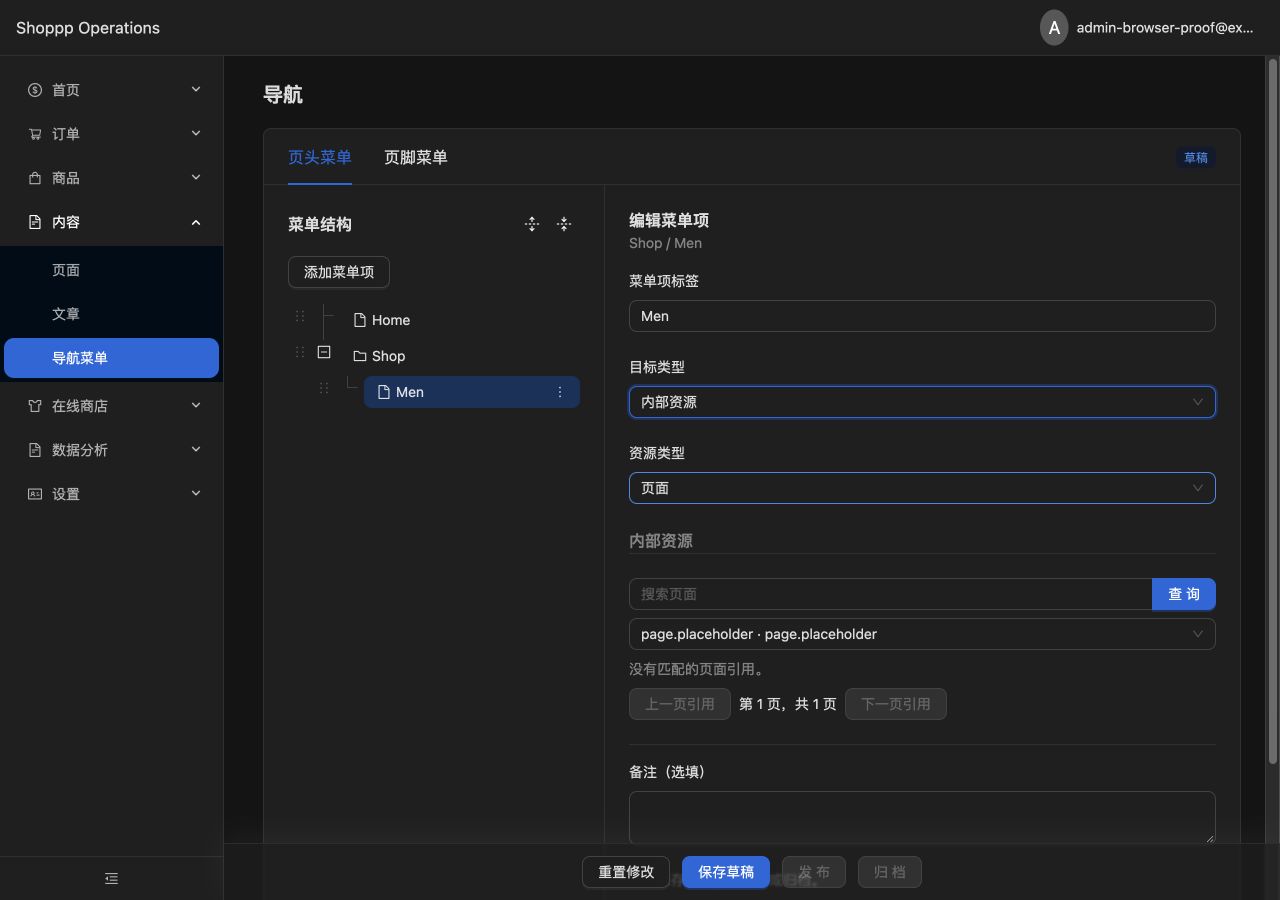 Shoppp Operations
A
admin-browser-proof@ex...
首页
订单
商品
内容
页面
文章
导航菜单
在线商店
数据分析
设置
导航
页头菜单
页脚菜单
草稿
菜单结构
添加菜单项
Home
Shop
Men
编辑菜单项
Shop / Men
菜单项标签
Men
目标类型
内部资源
资源类型
页面
内部资源
搜索页面
查 询
page.placeholder · page.placeholder
没有匹配的页面引用。
上一页引用
第 1 页，共 1 页
下一页引用
备注（选填）
重置修改
保存草稿
发 布
归 档